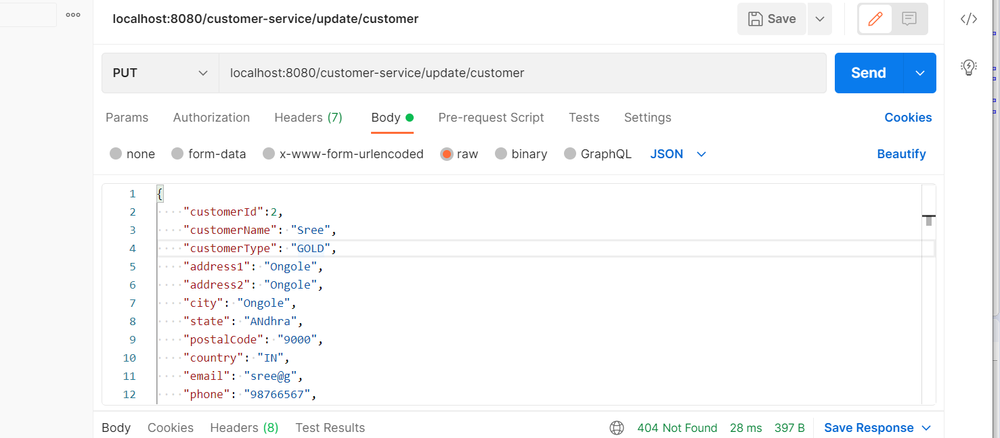 localhost:8080/customer-service/update/customer
Save
PUT
localhost:8080/customer-service/update/customer
Send
Params Authorization Headers (7) Body Pre-request Script Tests Settings Cookies
none form-data x-www-form-urlencoded raw binary GraphQL JSON Beautify
1 {
2 "customerId":2,
3 "customerName": "Sree",
4 "customerType": "GOLD",
5 "address1": "Ongole",
6 "address2": "Ongole",
7 "city": "Ongole",
8 "state": "ANdhra",
9 "postalCode": "9000",
10 "country": "IN",
11 "email": "sree@g",
12 "phone": "98766567",
Body Cookies Headers (8) Test Results 404 Not Found 28 ms 397 B Save Response